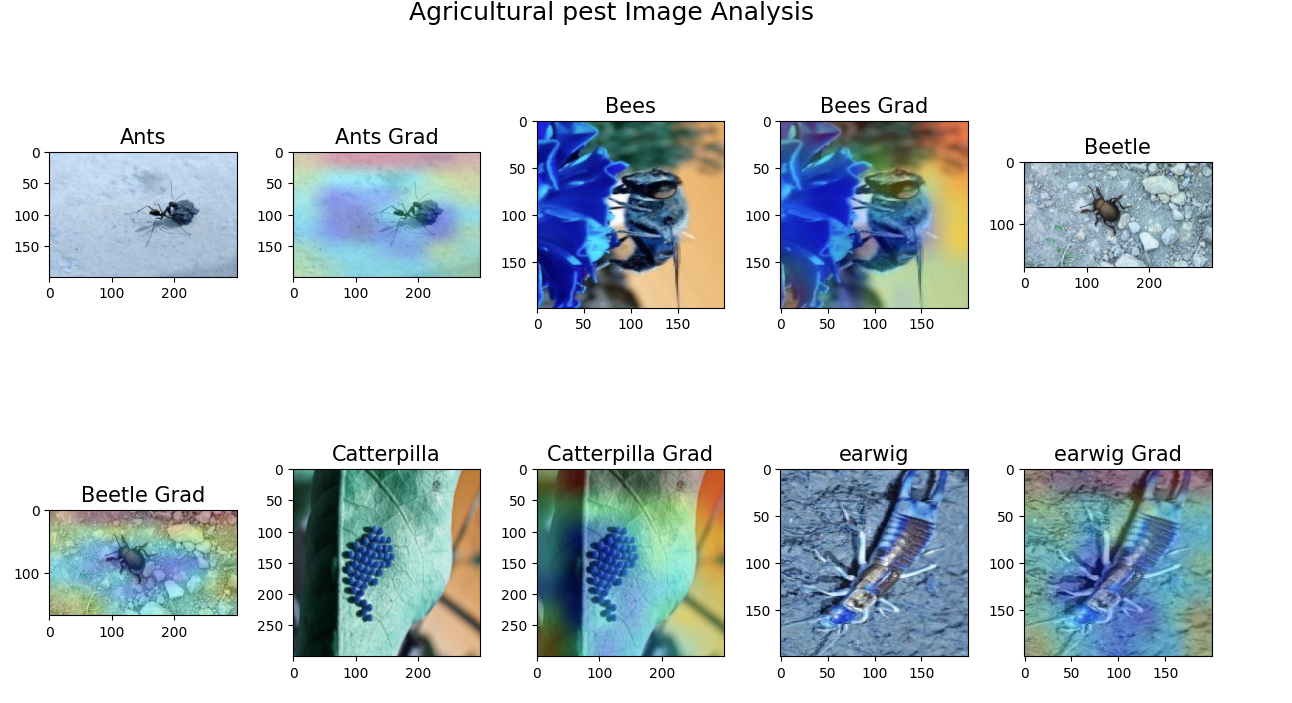 Agricultural pest Image Analysis
Ants
0
50
100
150
0 100 200
Ants Grad
0
50
100
150
0 100 200
Bees
0
50
100
150
0 50 100 150
Bees Grad
0
50
100
150
0 50 100 150
Beetle
0
100
0 100 200
Beetle Grad
0
100
0 100 200
Catterpilla
0
50
100
150
200
250
0 100 200
Catterpilla Grad
0
50
100
150
200
250
0 100 200
earwig
0
50
100
150
0 50 100 150
earwig Grad
0
50
100
150
0 50 100 150